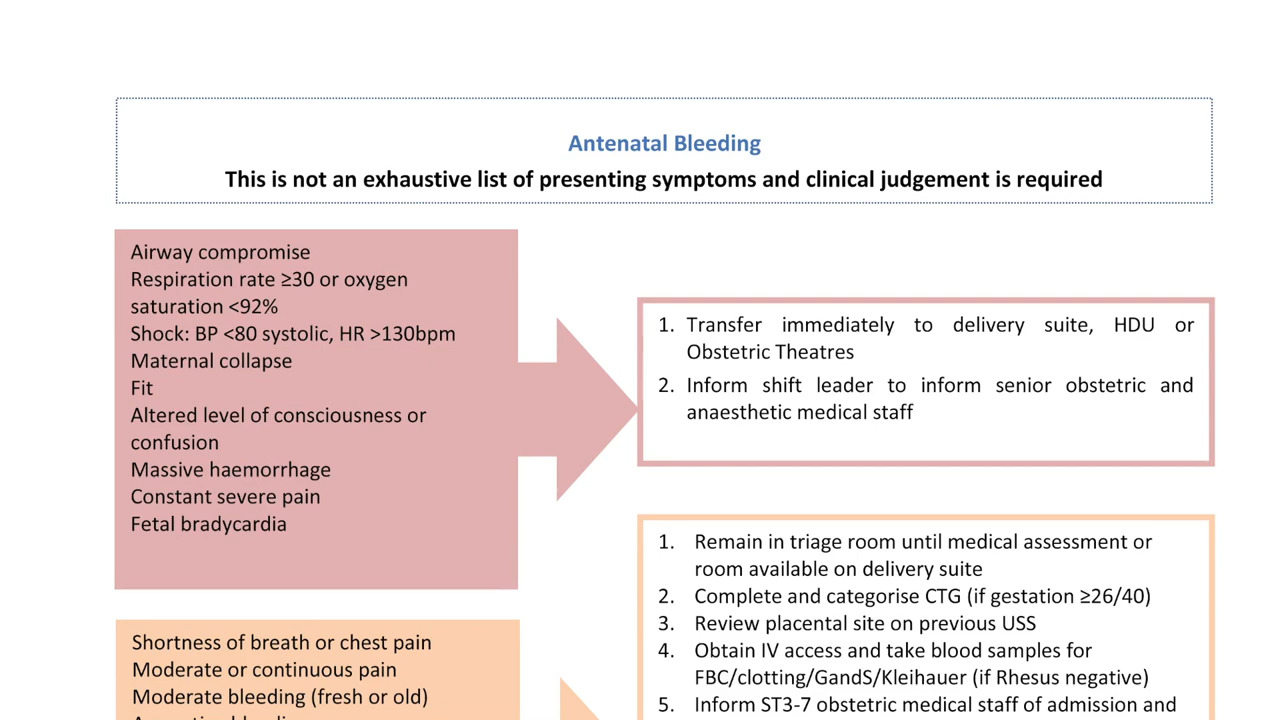 Antenatal Bleeding
This is not an exhaustive list of presenting symptoms and clinical judgement is required
Airway compromise
Respiration rate ≥30 or oxygen
saturation <92%
Shock: BP <80 systolic, HR >130bpm
Maternal collapse
Fit
Altered level of consciousness or
confusion
Massive haemorrhage
Constant severe pain
Fetal bradycardia
1. Transfer immediately to delivery suite, HDU or
Obstetric Theatres
2. Inform shift leader to inform senior obstetric and
anaesthetic medical staff
Shortness of breath or chest pain
Moderate or continuous pain
Moderate bleeding (fresh or old)
1. Remain in triage room until medical assessment or
room available on delivery suite
2. Complete and categorise CTG (if gestation ≥26/40)
3. Review placental site on previous USS
4. Obtain IV access and take blood samples for
FBC/clotting/GandS/Kleihauer (if Rhesus negative)
5. Inform ST3-7 obstetric medical staff of admission and